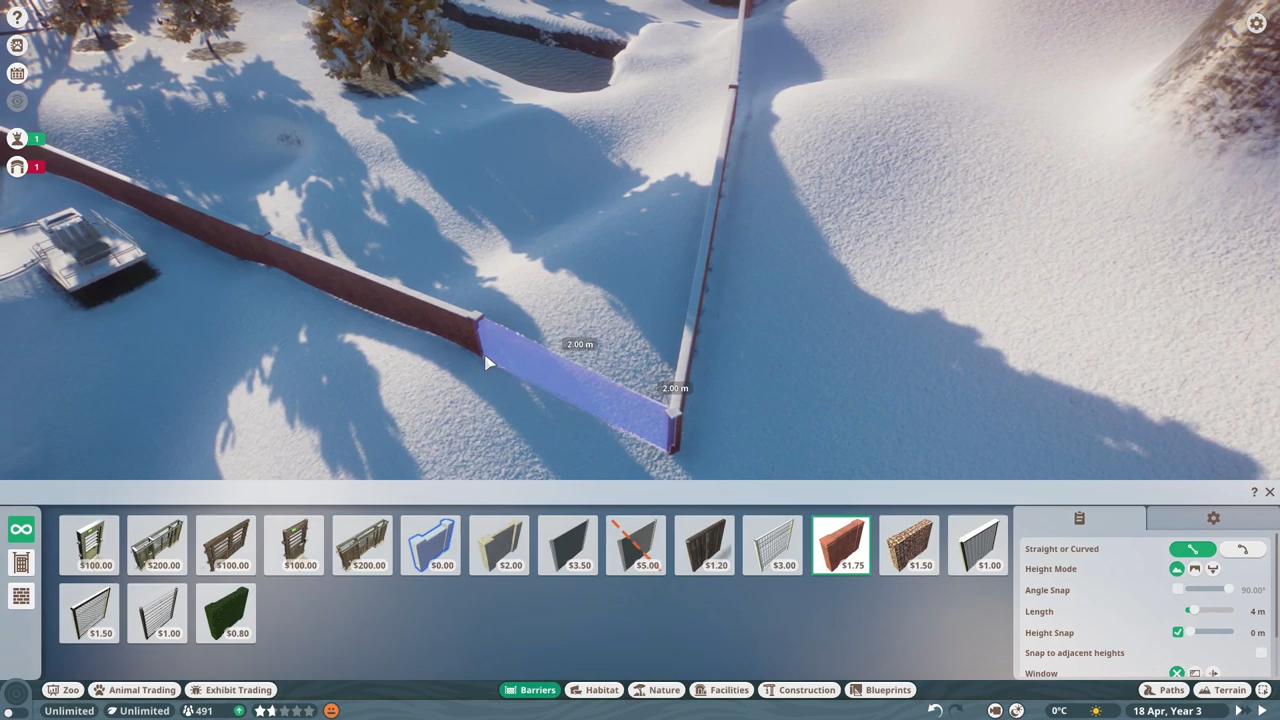 ?
1
1
2.00 m
2.00 m
?
$100.00 $200.00 $100.00 $100.00 $200.00 $0.00 $2.00 $3.50 $5.00 $1.20 $3.00 $1.75 $1.50 $1.00
$1.50 $1.00 $0.80
Straight or Curved
Height Mode
Angle Snap 90.00°
Length 4 m
Height Snap 0 m
Snap to adjacent heights
Window
Zoo Animal Trading Exhibit Trading Barriers Habitat Nature Facilities Construction Blueprints Paths Terrain
Unlimited Unlimited 491 0°C 18 Apr, Year 3